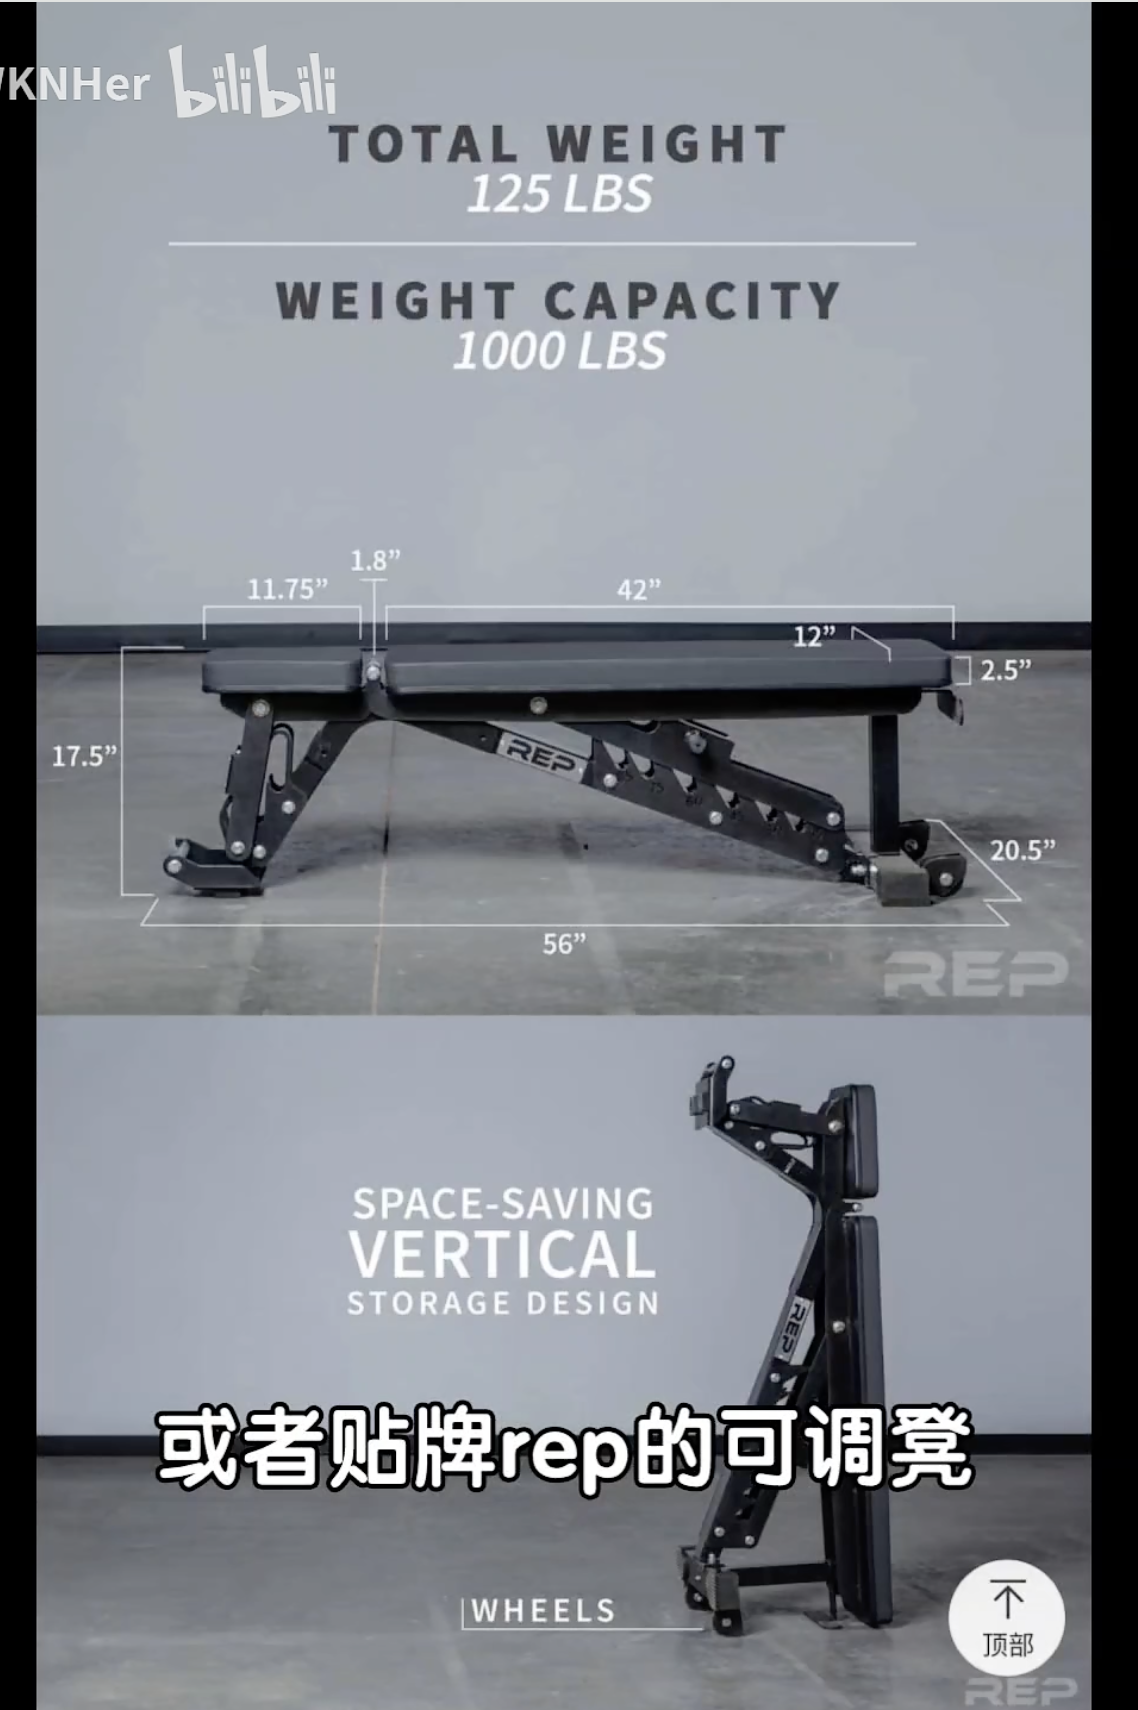 KNHer bilibili
TOTAL WEIGHT
125 LBS
WEIGHT CAPACITY
1000 LBS
1.8”
11.75”
42”
12”
2.5”
17.5”
REP
20.5”
56”
REP
SPACE-SAVING
VERTICAL
STORAGE DESIGN
REP
或者贴牌rep的可调凳
WHEELS
顶部
REP